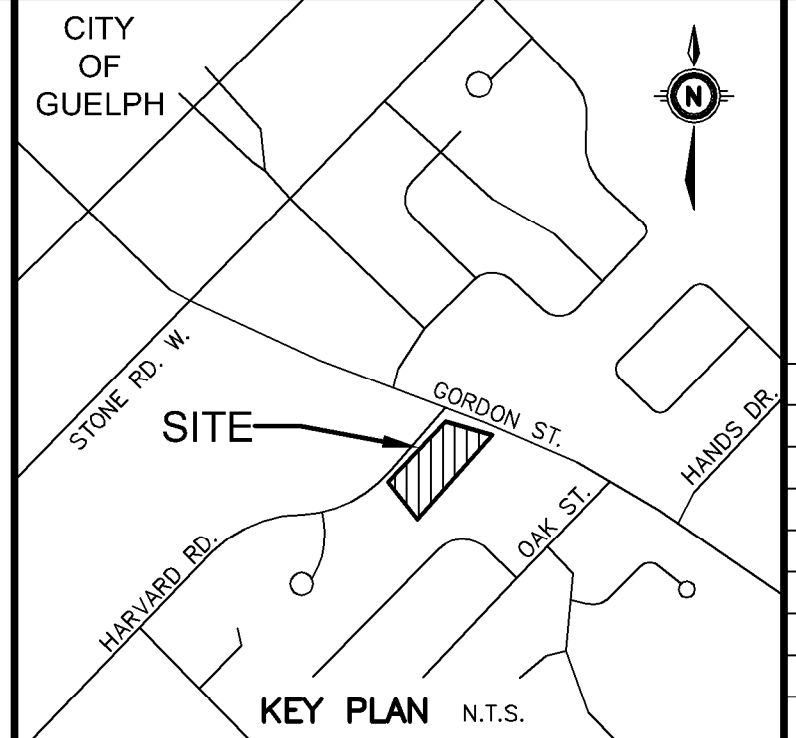 CITY
OF
GUELPH
N
STONE RD. W.
GORDON ST.
SITE
HANDS DR.
OAK ST.
HARVARD RD.
KEY PLAN N.T.S.